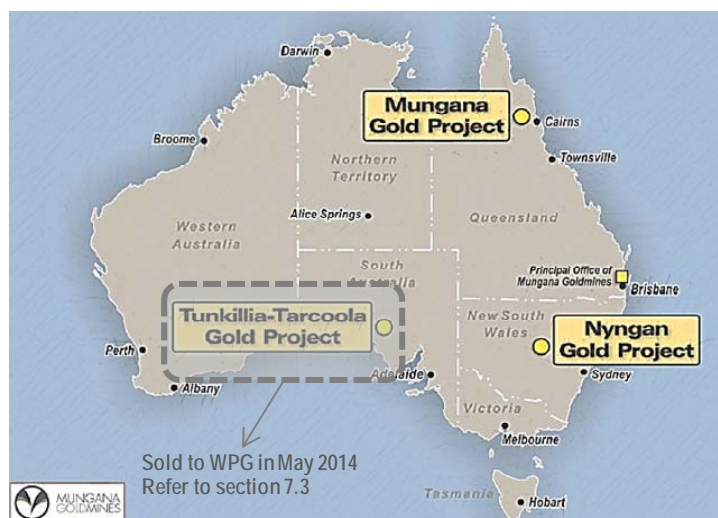 Darwin
Mungana
Gold Project
Cairns
Broome
Townsville
Northern
Territory
Alice Springs
Queensland
Western
Australia
South
Australia
Principal Office of
Mungana Goldmines
Brisbane
Tunkillia-Tarcoola
Gold Project
New South
Wales
Nyngan
Gold Project
Perth
Adelaide
Sydney
Albany
Victoria
Melbourne
Sold to WPG in May 2014
Refer to section 7.3
Tasmania
Hobart
MUNGANA
GOLDMINES